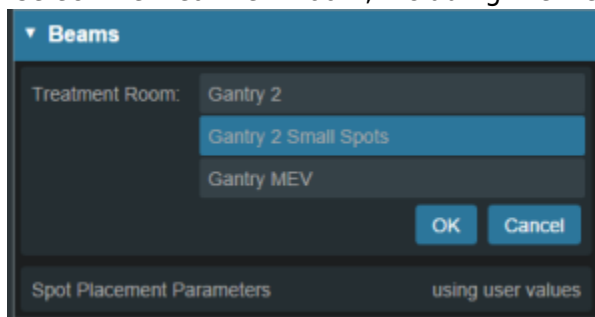 ▾ Beams
Treatment Room: Gantry 2
Gantry 2 Small Spots
Gantry MEV
OK Cancel
Spot Placement Parameters using user values